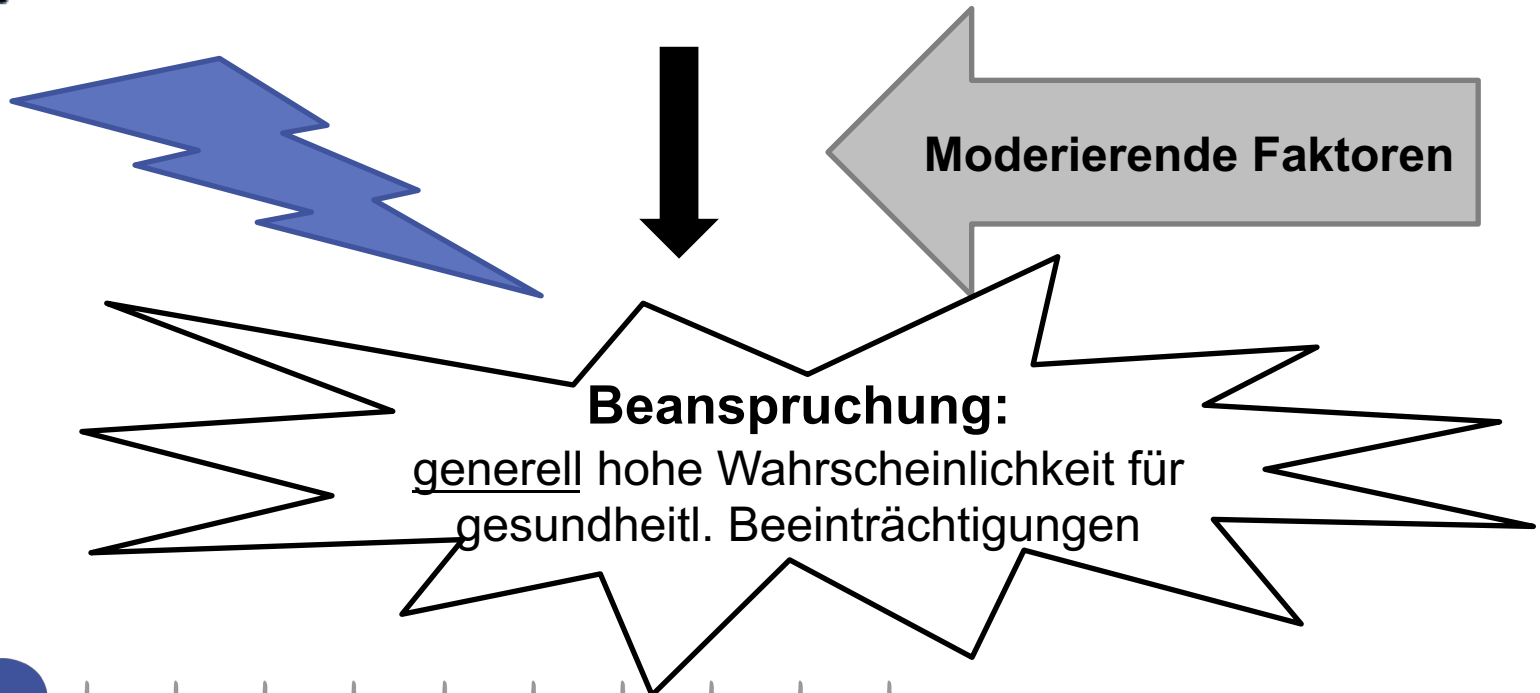 Moderierende Faktoren
Beanspruchung:
generell hohe Wahrscheinlichkeit für
gesundheitl. Beeinträchtigungen